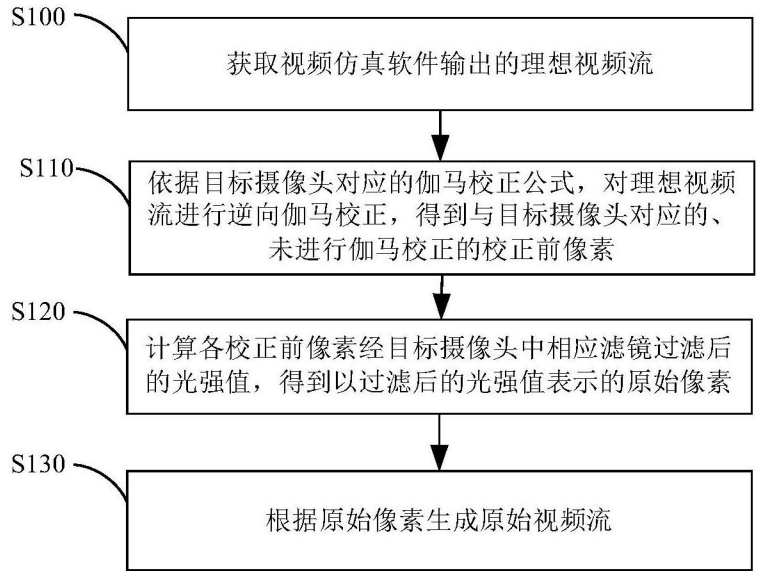 S100
获取视频仿真软件输出的理想视频流
S110
依据目标摄像头对应的伽马校正公式，对理想视频
流进行逆向伽马校正，得到与目标摄像头对应的、
未进行伽马校正的校正前像素
S120
计算各校正前像素经目标摄像头中相应滤镜过滤后
的光强值，得到以过滤后的光强值表示的原始像素
S130
根据原始像素生成原始视频流